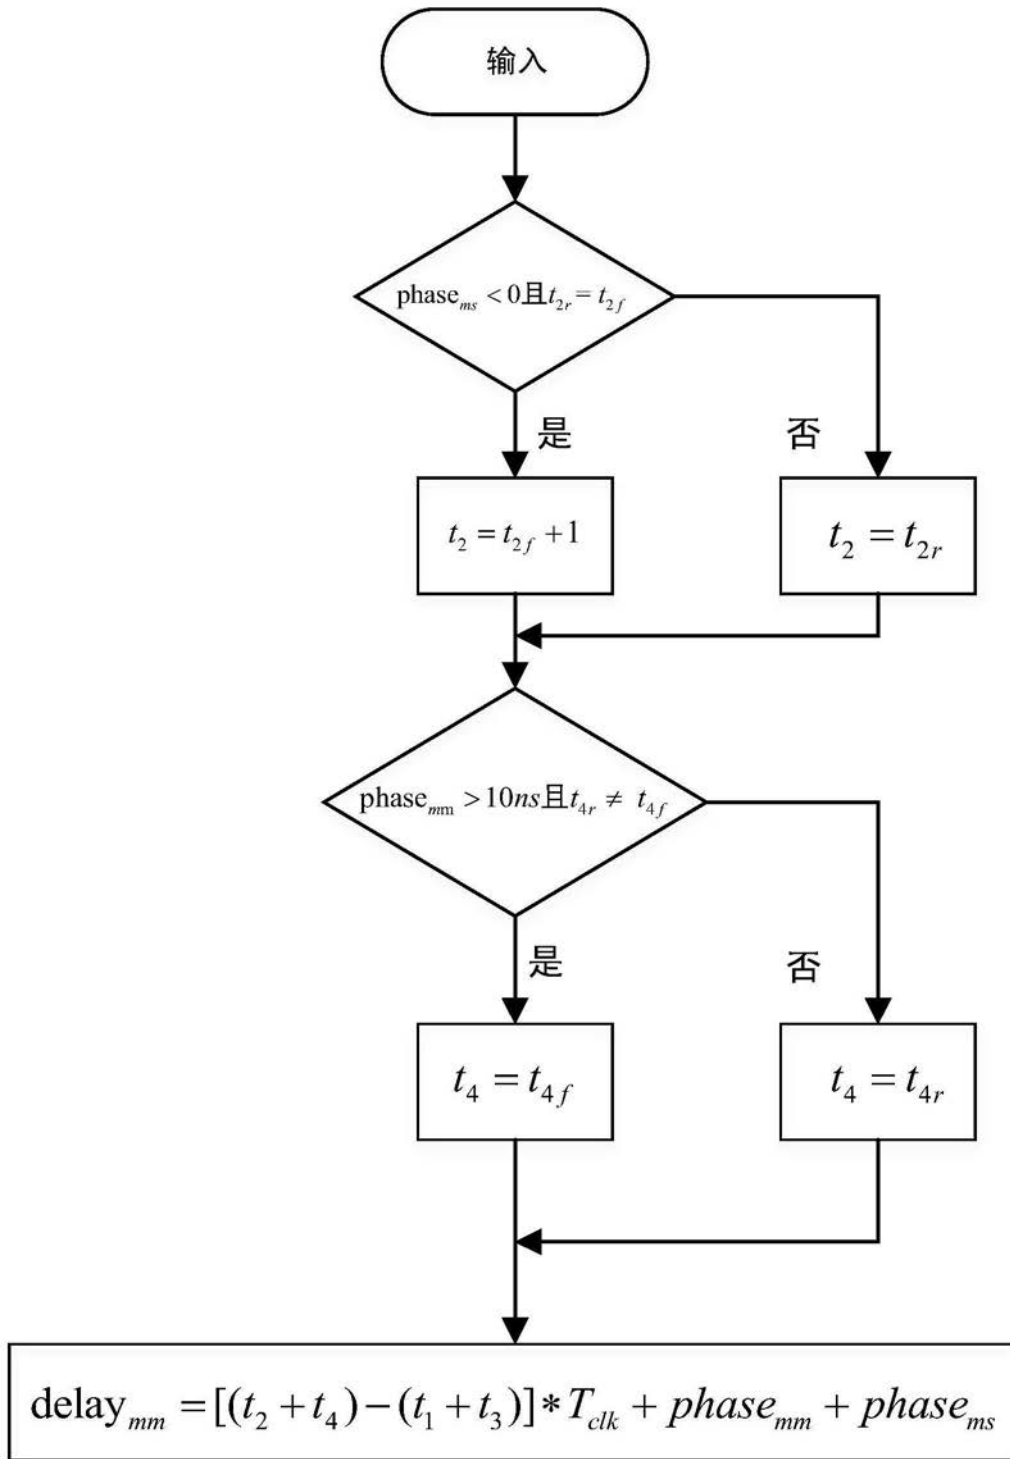 输入
phase_ms < 0且t_2r = t_2f
是
否
t_2 = t_2f + 1
t_2 = t_2r
phase_mm > 10ns且t_4r ≠ t_4f
是
否
t_4 = t_4f
t_4 = t_4r
delay_mm = [(t_2 + t_4) − (t_1 + t_3)] * T_clk + phase_mm + phase_ms